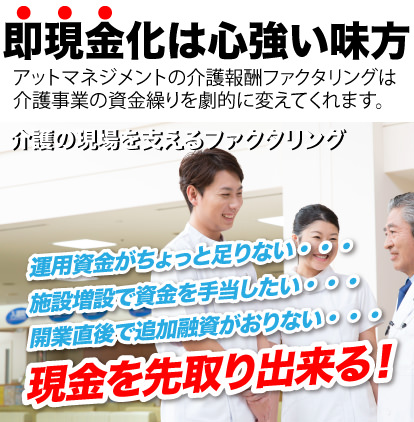 即現金化は心強い味方
アットマネジメントの介護報酬ファクタリングは
介護事業の資金繰りを劇的に変えてくれます。
介護の現場を支えるファクタリング
運用資金がちょっと足りない・・・
施設増設で資金を手当したい・・・
開業直後で追加融資がおりない・・・
現金を先取り出来る！